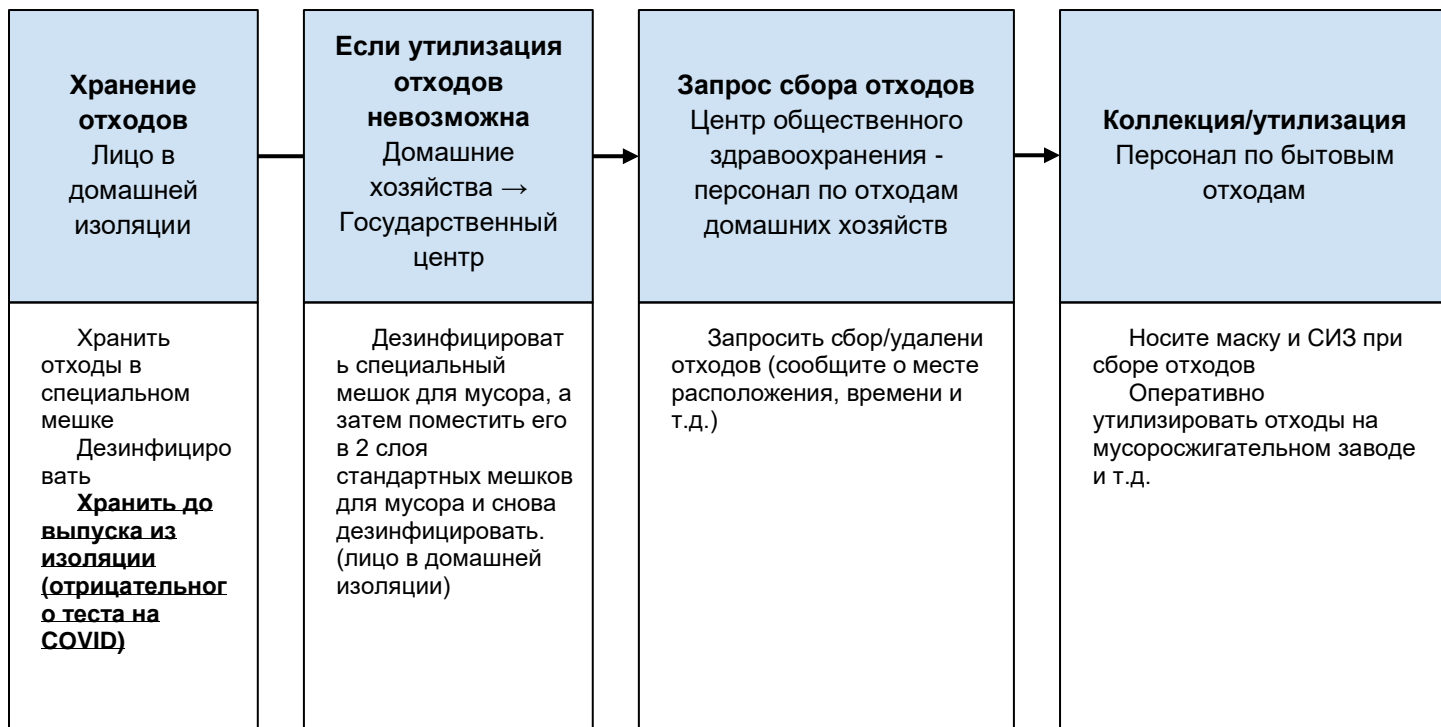 Хранение
отходов
Лицо в
домашней
изоляции
Если утилизация
отходов
невозможна
Домашние
хозяйства →
Государственный
центр
Запрос сбора отходов
Центр общественного
здравоохранения -
персонал по отходам
домашних хозяйств
Коллекция/утилизация
Персонал по бытовым
отходам
Хранить
отходы в
специальном
мешке
Дезинфициро
вать
Хранить до
выпуска из
изоляции
(отрицательног
о теста на
COVID)
Дезинфицироват
ь специальный
мешок для мусора, а
затем поместить его
в 2 слоя
стандартных мешков
для мусора и снова
дезинфицировать.
(лицо в домашней
изоляции)
Запросить сбор/удалени
отходов (сообщите о месте
расположения, времени и
т.д.)
Носите маску и СИЗ при
сборе отходов
Оперативно
утилизировать отходы на
мусоросжигательном заводе
и т.д.